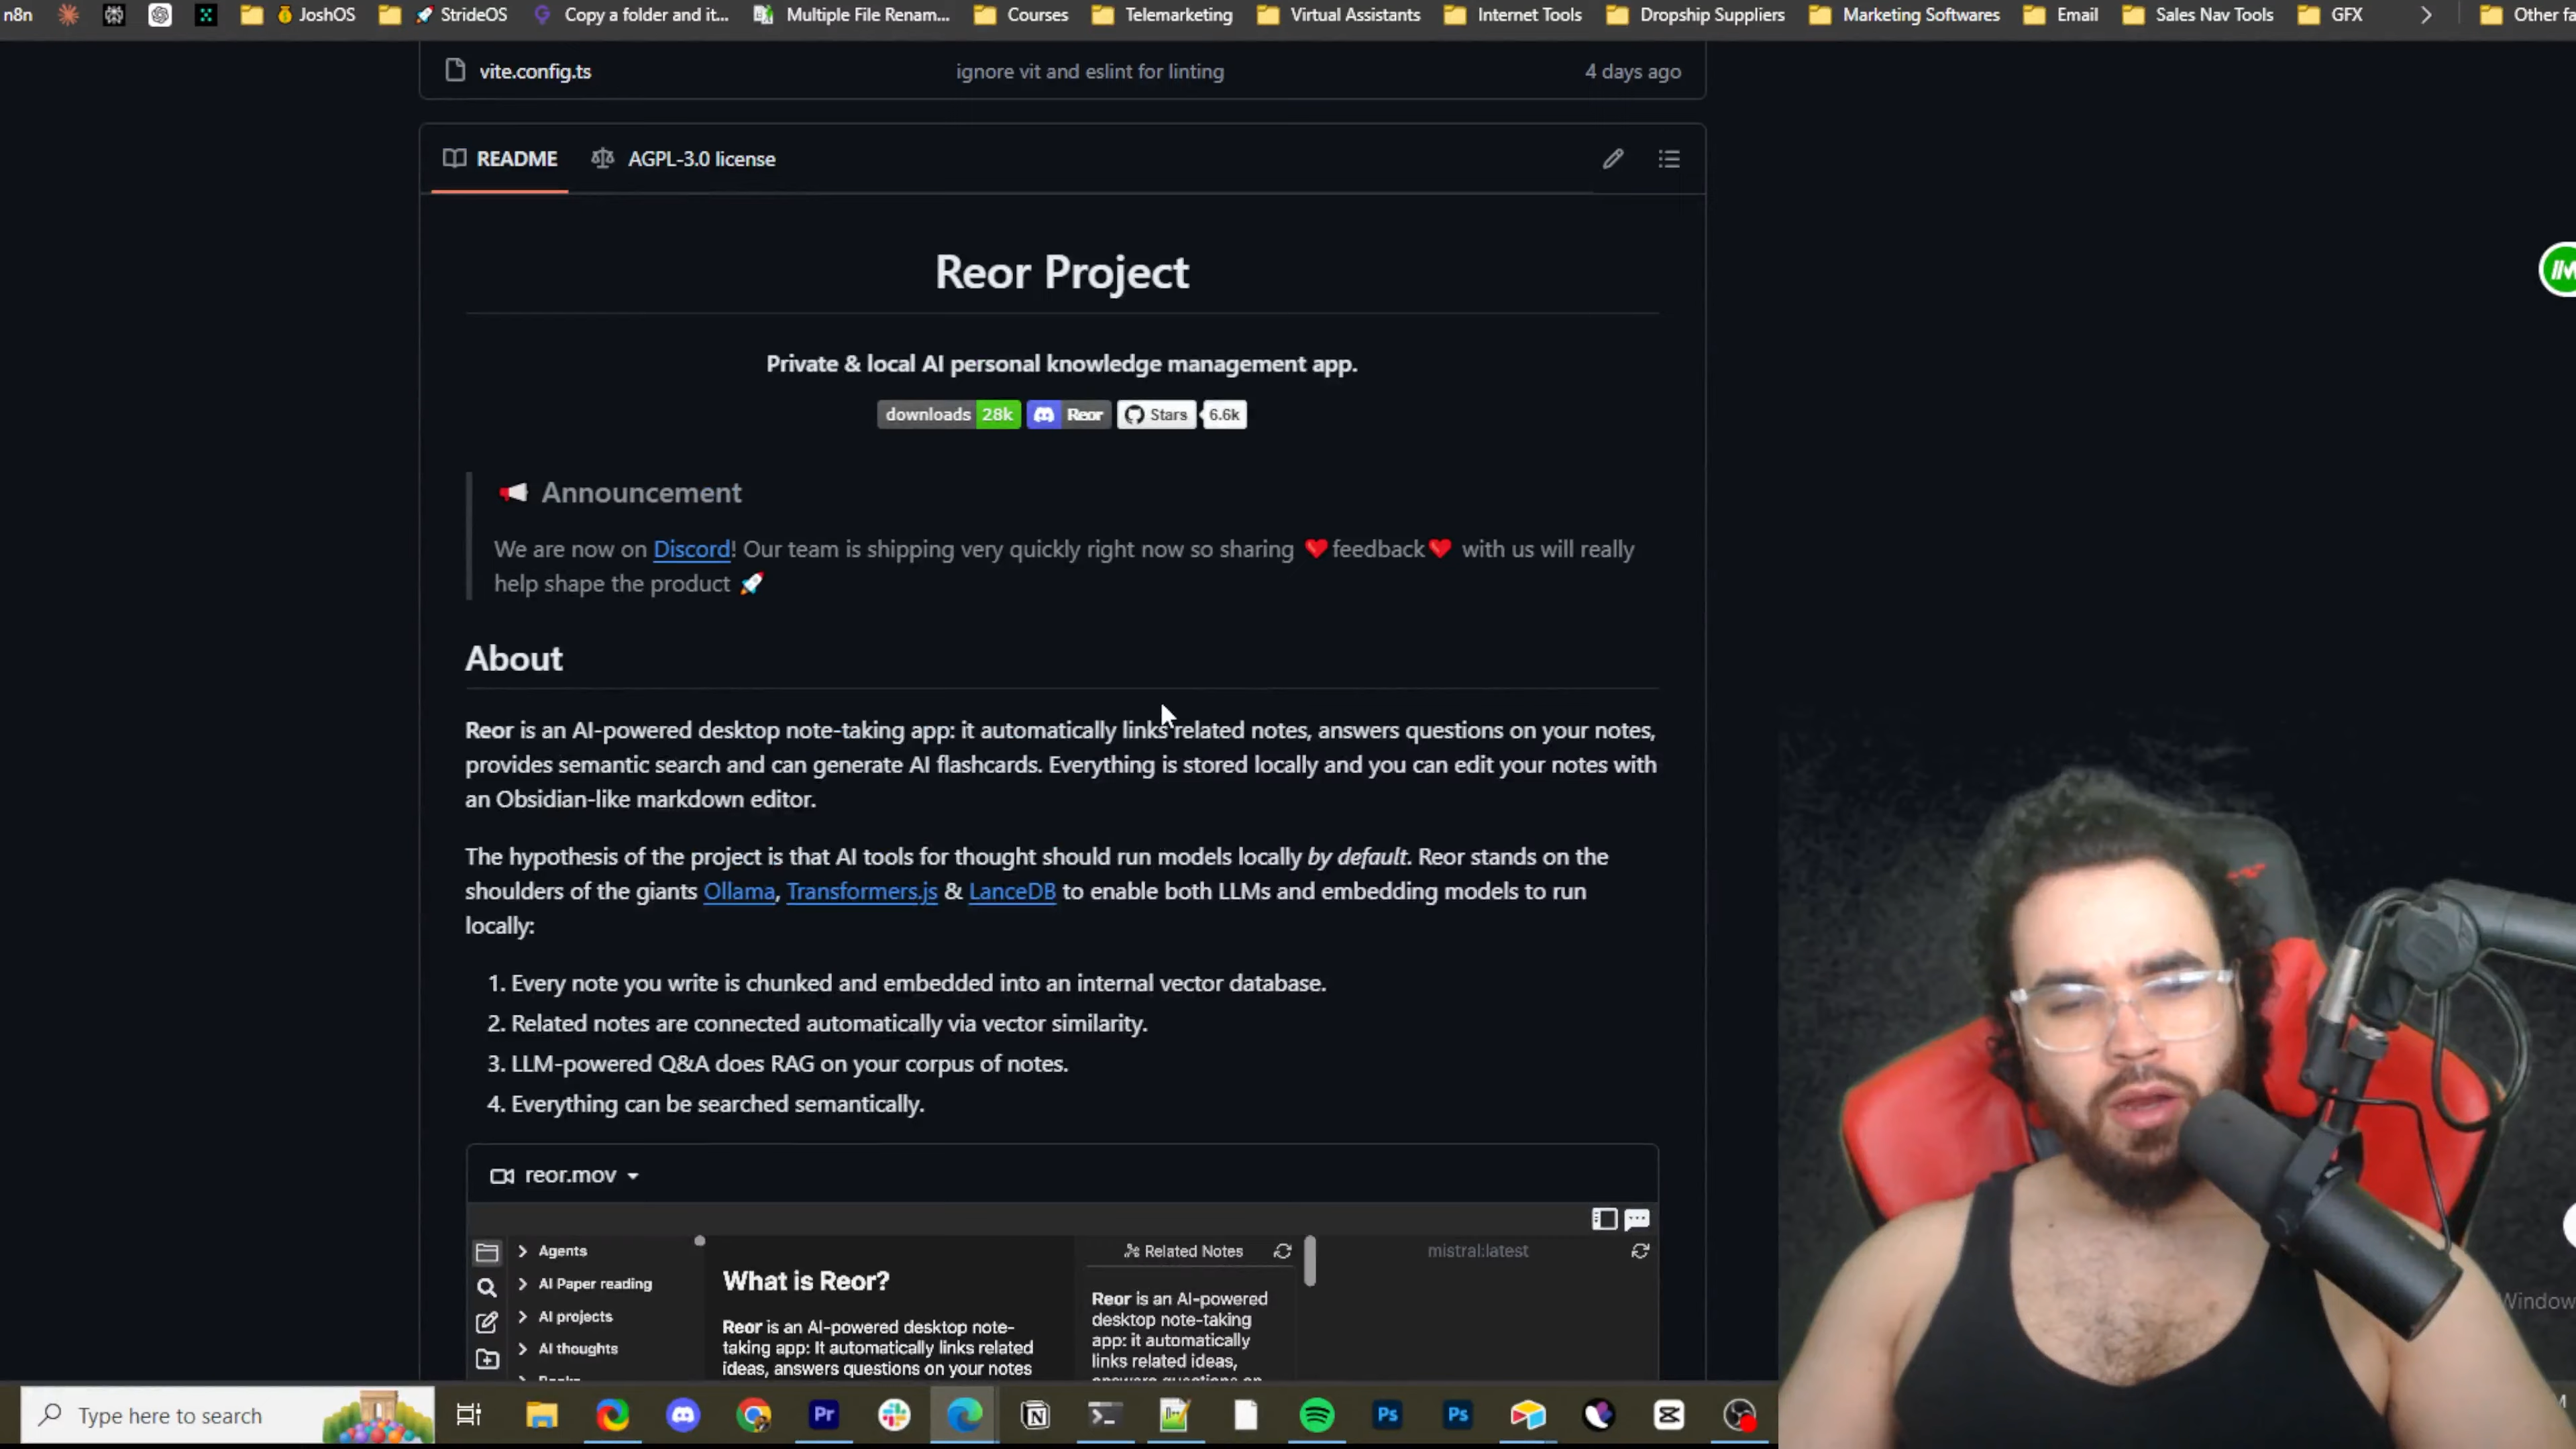 n8n JoshOS StrideOS Copy a folder and it... Multiple File Renam... Courses Telemarketing Virtual Assistants Internet Tools Dropship Suppliers Marketing Softwares Email Sales Nav Tools GFX Other fa
vite.config.ts ignore vit and eslint for linting 4 days ago
README AGPL-3.0 license
Reor Project
Private & local AI personal knowledge management app.
downloads 28k Reor Stars 6.6k
Announcement
We are now on Discord! Our team is shipping very quickly right now so sharing ❤️feedback❤️ with us will really
help shape the product 🚀
About
Reor is an AI-powered desktop note-taking app: it automatically links related notes, answers questions on your notes,
provides semantic search and can generate AI flashcards. Everything is stored locally and you can edit your notes with
an Obsidian-like markdown editor.
The hypothesis of the project is that AI tools for thought should run models locally by default. Reor stands on the
shoulders of the giants Ollama, Transformers.js & LanceDB to enable both LLMs and embedding models to run
locally:
1. Every note you write is chunked and embedded into an internal vector database.
2. Related notes are connected automatically via vector similarity.
3. LLM-powered Q&A does RAG on your corpus of notes.
4. Everything can be searched semantically.
reor.mov
Agents
AI Paper reading
AI projects
AI thoughts
What is Reor?
Reor is an AI-powered desktop note-
taking app: It automatically links related
ideas, answers questions on your notes
Related Notes
Reor is an AI-powered
desktop note-taking
app: it automatically
links related ideas,
answers questions on
mistral:latest
Window
Type here to search
Pr
Ps
Ps